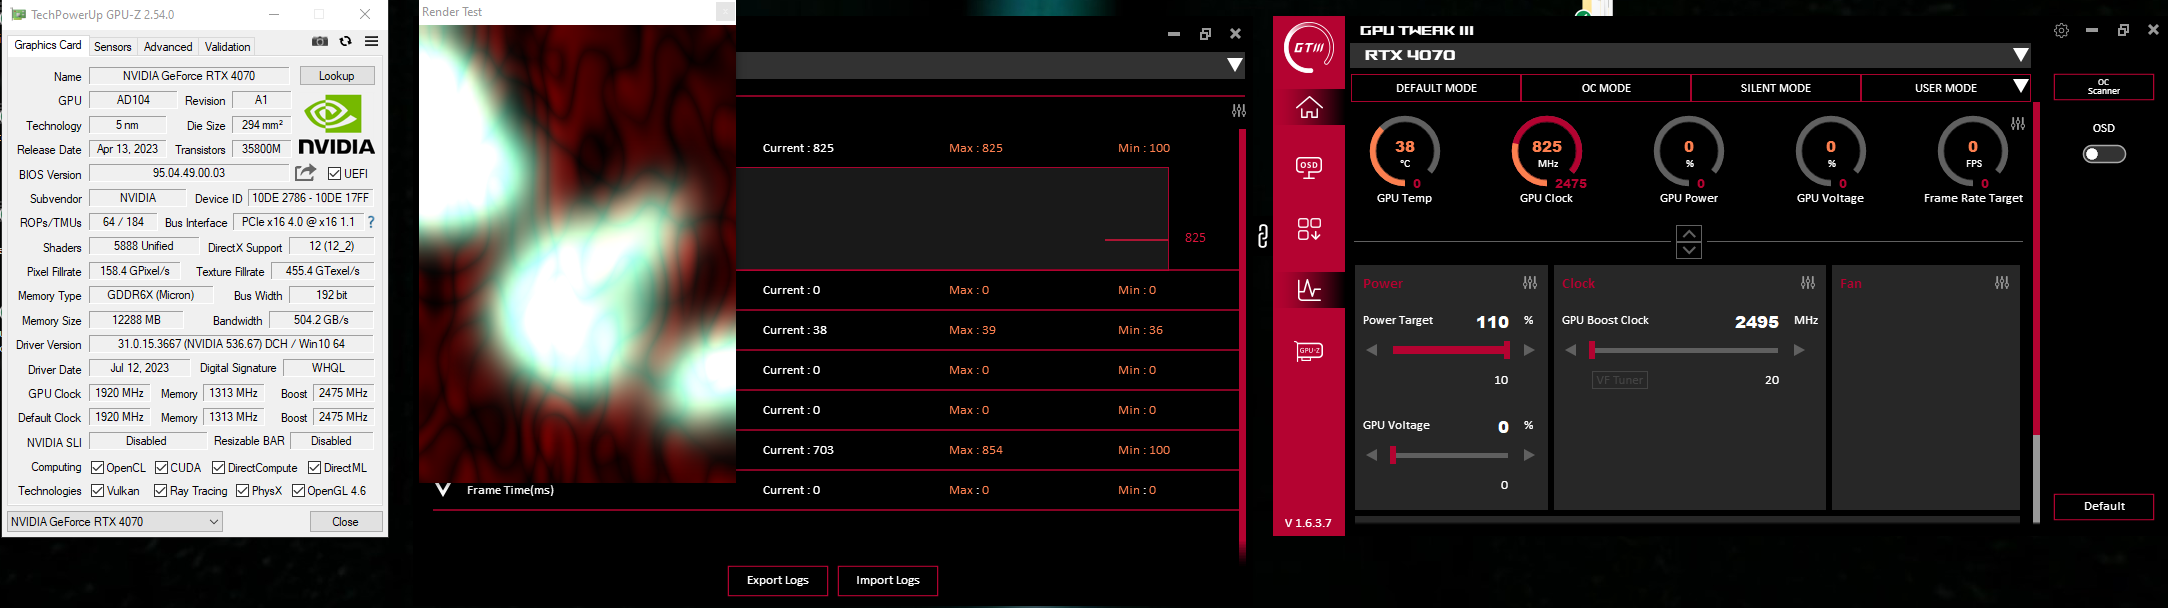 TechPowerUp GPU-Z 2.54.0
Graphics Card Sensors Advanced Validation
Name NVIDIA GeForce RTX 4070 Lookup
GPU AD104 Revision A1
Technology 5 nm Die Size 294 mm²
Release Date Apr 13, 2023 Transistors 35800M
BIOS Version 95.04.49.00.03 UEFI
Subvendor NVIDIA Device ID 10DE 2786 - 10DE 17FF
ROPs/TMUs 64 / 184 Bus Interface PCIe x16 4.0 @ x16 1.1 ?
Shaders 5888 Unified DirectX Support 12 (12_2)
Pixel Fillrate 158.4 GPixel/s Texture Fillrate 455.4 GTexel/s
Memory Type GDDR6X (Micron) Bus Width 192 bit
Memory Size 12288 MB Bandwidth 504.2 GB/s
Driver Version 31.0.15.3667 (NVIDIA 536.67) DCH / Win10 64
Driver Date Jul 12, 2023 Digital Signature WHQL
GPU Clock 1920 MHz Memory 1313 MHz Boost 2475 MHz
Default Clock 1920 MHz Memory 1313 MHz Boost 2475 MHz
NVIDIA SLI Disabled Resizable BAR Disabled
Computing OpenCL CUDA DirectCompute DirectML
Technologies Vulkan Ray Tracing PhysX OpenGL 4.6
NVIDIA GeForce RTX 4070 Close
NVIDIA
Render Test
Current : 825 Max : 825 Min : 100
825
Current : 0 Max : 0 Min : 0
Current : 38 Max : 39 Min : 36
Current : 0 Max : 0 Min : 0
Current : 0 Max : 0 Min : 0
Current : 703 Max : 854 Min : 100
Frame Time(ms) Current : 0 Max : 0 Min : 0
Export Logs Import Logs
GTIII
OSD
GPU-Z
V 1.6.3.7
GPU TWEAK III
RTX 4070
DEFAULT MODE OC MODE SILENT MODE USER MODE
38 825 0 0 0
°C MHz % % FPS
0 2475 0 0 0
GPU Temp GPU Clock GPU Power GPU Voltage Frame Rate Target
Power Clock Fan
Power Target 110 % GPU Boost Clock 2495 MHz
10 VF Tuner 20
GPU Voltage 0 %
0
OC
Scanner
OSD
Default